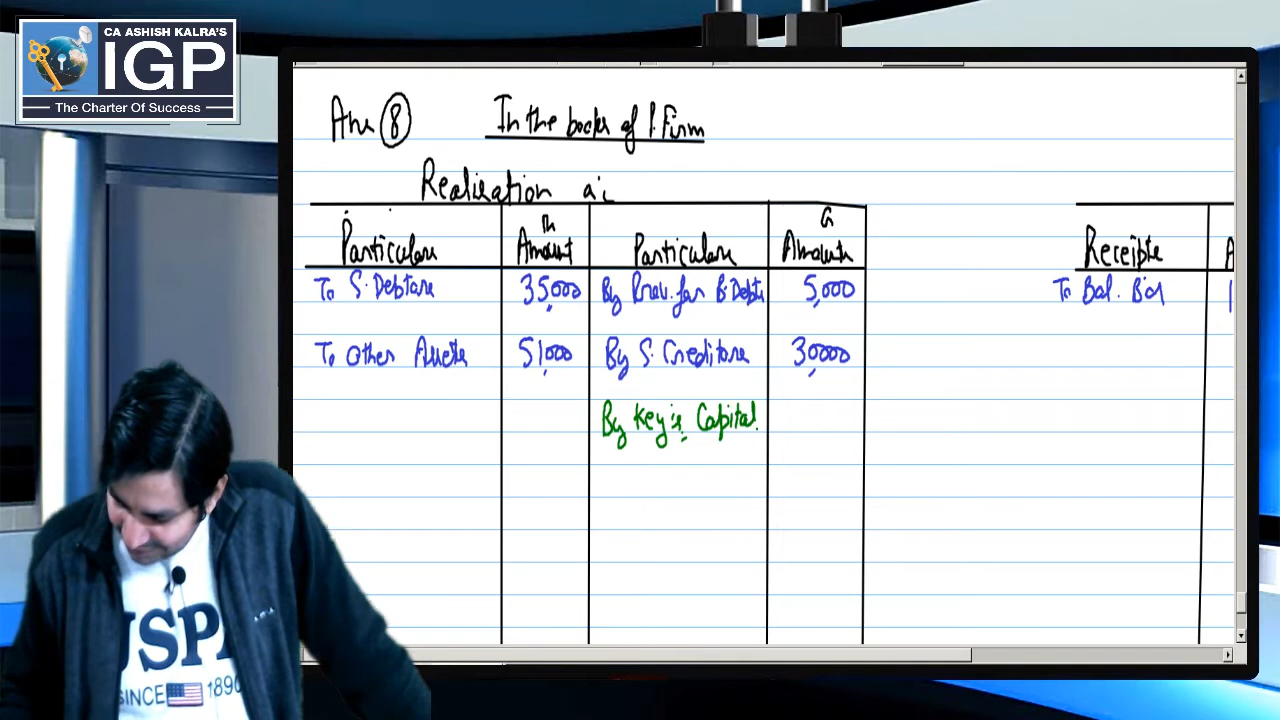 CA ASHISH KALRA'S
IGP
The Charter Of Success
Ans 8 In the books of P. Firm
Realisation a/c
Particulars Amount Particulars Amount
To S. Debtors 35,000 By Prov. for B. Debts 5,000
To Other Assets 51,000 By S. Creditors 30,000
By Key's Capital
Receipts
To Bal. B/d
USPA
SINCE 1890